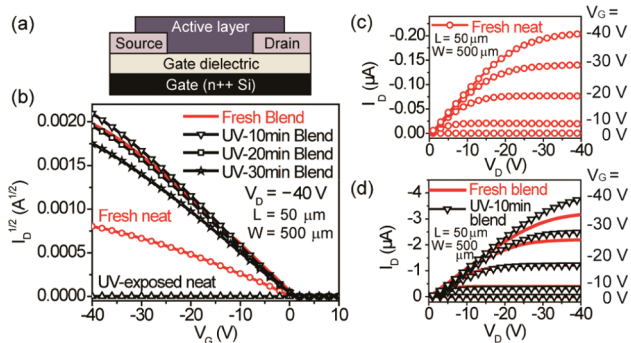 (a)
Active layer
Source
Drain
Gate dielectric
Gate (n++ Si)
(b)
0.0020
0.0015
0.0010
0.0005
0.0000
I_D^1/2 (A^1/2)
Fresh Blend
UV-10min Blend
UV-20min Blend
UV-30min Blend
V_D = −40 V
L = 50 μm
W = 500 μm
Fresh neat
UV-exposed neat
-40 -30 -20 -10 0 10
V_G (V)
(c)
Fresh neat
L = 50 μm
W = 500 μm
-0.20
-0.15
-0.10
-0.05
0.00
I_D (μA)
0 -10 -20 -30 -40
V_D (V)
V_G =
-40 V
-30 V
-20 V
-10 V
0 V
(d)
Fresh blend
UV-10min
blend
L = 50 μm
W = 500 μm
-4
-3
-2
-1
0
I_D (μA)
0 -10 -20 -30 -40
V_D (V)
V_G =
-40 V
-30 V
-20 V
-10 V
0 V